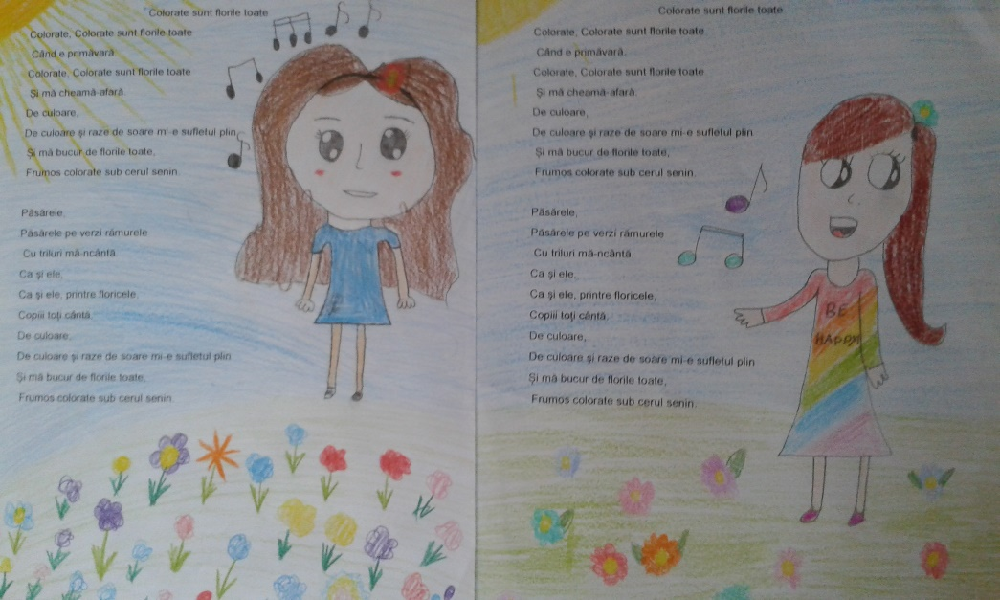 Colorate sunt florile toate
Colorate, Colorate sunt florile toate
Când e primăvară.
Colorate, Colorate sunt florile toate
Şi mă cheamă-afară.
De culoare,
De culoare şi raze de soare mi-e sufletul plin,
Şi mă bucur de florile toate,
Frumos colorate sub cerul senin.
Păsărele,
Păsărele pe verzi rămurele
Cu triluri mă-ncântă.
Ca şi ele,
Ca şi ele, printre floricele,
Copiii toţi cântă.
De culoare,
De culoare şi raze de soare mi-e sufletul plin
Şi mă bucur de florile toate,
Frumos colorate sub cerul senin.
Colorate sunt florile toate
Colorate, Colorate sunt florile toate
Când e primăvară.
Colorate, Colorate sunt florile toate
Şi mă cheamă-afară.
De culoare,
De culoare şi raze de soare mi-e sufletul plin
Şi mă bucur de florile toate,
Frumos colorate sub cerul senin.
Păsărele,
Păsărele pe verzi rămurele
Cu triluri mă-ncântă.
Ca şi ele,
Ca şi ele, printre floricele,
Copiii toţi cântă.
De culoare,
De culoare şi raze de soare mi-e sufletul plin
Şi mă bucur de florile toate,
Frumos colorate sub cerul senin.
BE
HAPPY